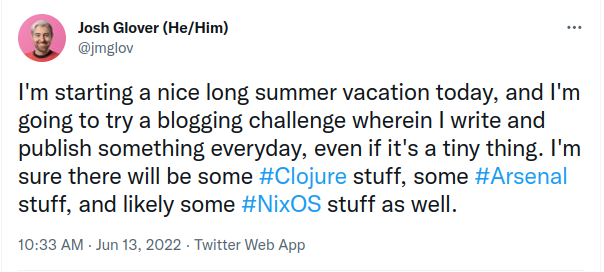 Josh Glover (He/Him)
@jmglov
I'm starting a nice long summer vacation today, and I'm
going to try a blogging challenge wherein I write and
publish something everyday, even if it's a tiny thing. I'm
sure there will be some #Clojure stuff, some #Arsenal
stuff, and likely some #NixOS stuff as well.
10:33 AM · Jun 13, 2022 · Twitter Web App